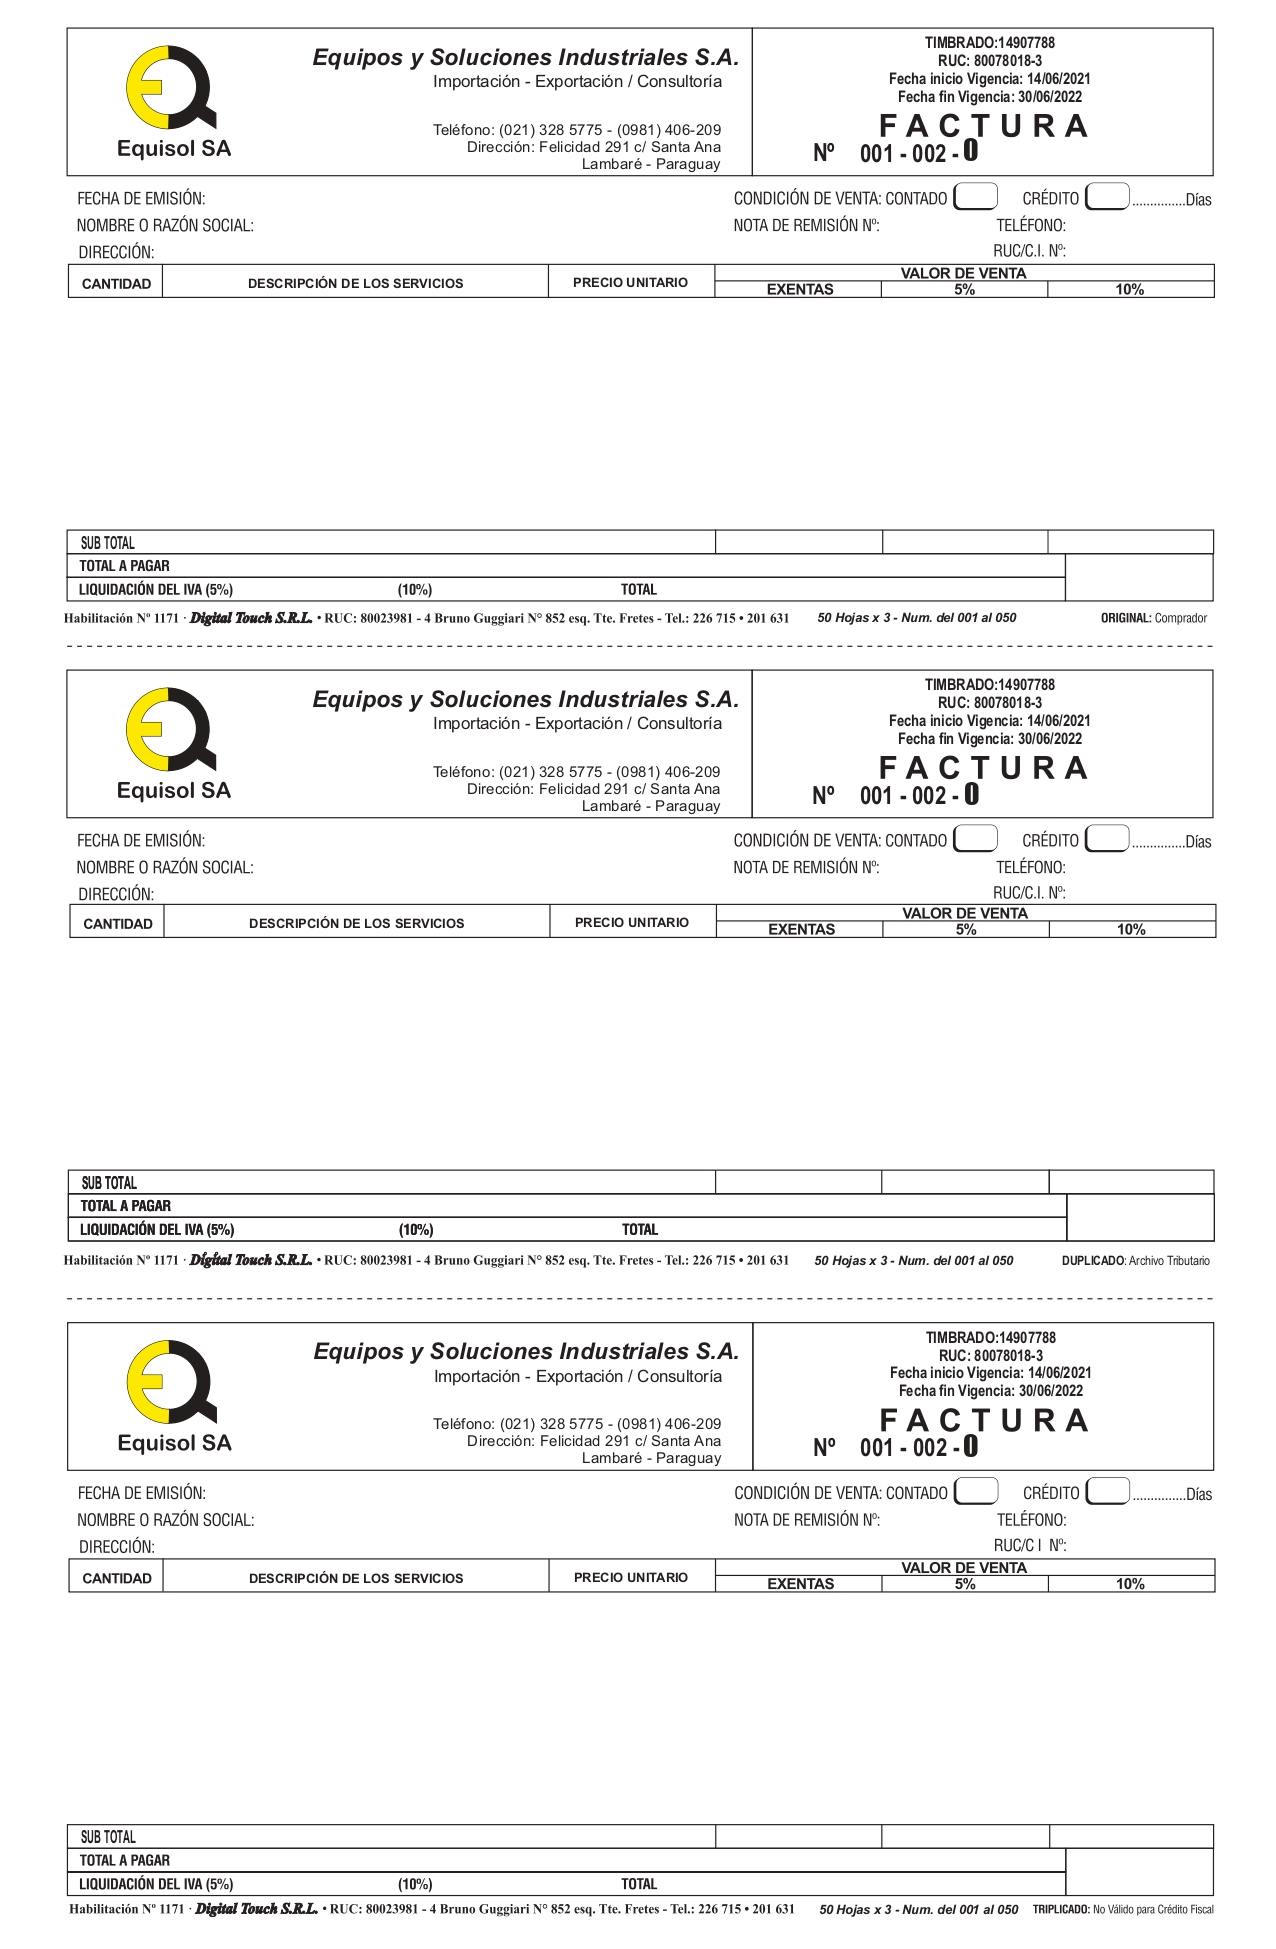 Equisol SA
Equipos y Soluciones Industriales S.A.
Importación - Exportación / Consultoría
Teléfono: (021) 328 5775 - (0981) 406-209
Dirección: Felicidad 291 c/ Santa Ana
Lambaré - Paraguay
TIMBRADO:14907788
RUC: 80078018-3
Fecha inicio Vigencia: 14/06/2021
Fecha fin Vigencia: 30/06/2022
FACTURA
Nº 001 - 002 - 0
FECHA DE EMISIÓN: CONDICIÓN DE VENTA: CONTADO CRÉDITO ...............Días
NOMBRE O RAZÓN SOCIAL: NOTA DE REMISIÓN Nº: TELÉFONO:
DIRECCIÓN: RUC/C.I. Nº:
CANTIDAD DESCRIPCIÓN DE LOS SERVICIOS PRECIO UNITARIO VALOR DE VENTA
EXENTAS 5% 10%
SUB TOTAL
TOTAL A PAGAR
LIQUIDACIÓN DEL IVA (5%) (10%) TOTAL
Habilitación Nº 1171 · Digital Touch S.R.L. • RUC: 80023981 - 4 Bruno Guggiari N° 852 esq. Tte. Fretes - Tel.: 226 715 • 201 631 50 Hojas x 3 - Num. del 001 al 050 ORIGINAL: Comprador
Equisol SA
Equipos y Soluciones Industriales S.A.
Importación - Exportación / Consultoría
Teléfono: (021) 328 5775 - (0981) 406-209
Dirección: Felicidad 291 c/ Santa Ana
Lambaré - Paraguay
TIMBRADO:14907788
RUC: 80078018-3
Fecha inicio Vigencia: 14/06/2021
Fecha fin Vigencia: 30/06/2022
FACTURA
Nº 001 - 002 - 0
FECHA DE EMISIÓN: CONDICIÓN DE VENTA: CONTADO CRÉDITO ...............Días
NOMBRE O RAZÓN SOCIAL: NOTA DE REMISIÓN Nº: TELÉFONO:
DIRECCIÓN: RUC/C.I. Nº:
CANTIDAD DESCRIPCIÓN DE LOS SERVICIOS PRECIO UNITARIO VALOR DE VENTA
EXENTAS 5% 10%
SUB TOTAL
TOTAL A PAGAR
LIQUIDACIÓN DEL IVA (5%) (10%) TOTAL
Habilitación Nº 1171 · Digital Touch S.R.L. • RUC: 80023981 - 4 Bruno Guggiari N° 852 esq. Tte. Fretes - Tel.: 226 715 • 201 631 50 Hojas x 3 - Num. del 001 al 050 DUPLICADO: Archivo Tributario
Equisol SA
Equipos y Soluciones Industriales S.A.
Importación - Exportación / Consultoría
Teléfono: (021) 328 5775 - (0981) 406-209
Dirección: Felicidad 291 c/ Santa Ana
Lambaré - Paraguay
TIMBRADO:14907788
RUC: 80078018-3
Fecha inicio Vigencia: 14/06/2021
Fecha fin Vigencia: 30/06/2022
FACTURA
Nº 001 - 002 - 0
FECHA DE EMISIÓN: CONDICIÓN DE VENTA: CONTADO CRÉDITO ...............Días
NOMBRE O RAZÓN SOCIAL: NOTA DE REMISIÓN Nº: TELÉFONO:
DIRECCIÓN: RUC/C I Nº:
CANTIDAD DESCRIPCIÓN DE LOS SERVICIOS PRECIO UNITARIO VALOR DE VENTA
EXENTAS 5% 10%
SUB TOTAL
TOTAL A PAGAR
LIQUIDACIÓN DEL IVA (5%) (10%) TOTAL
Habilitación Nº 1171 · Digital Touch S.R.L. • RUC: 80023981 - 4 Bruno Guggiari N° 852 esq. Tte. Fretes - Tel.: 226 715 • 201 631 50 Hojas x 3 - Num. del 001 al 050 TRIPLICADO: No Válido para Crédito Fiscal